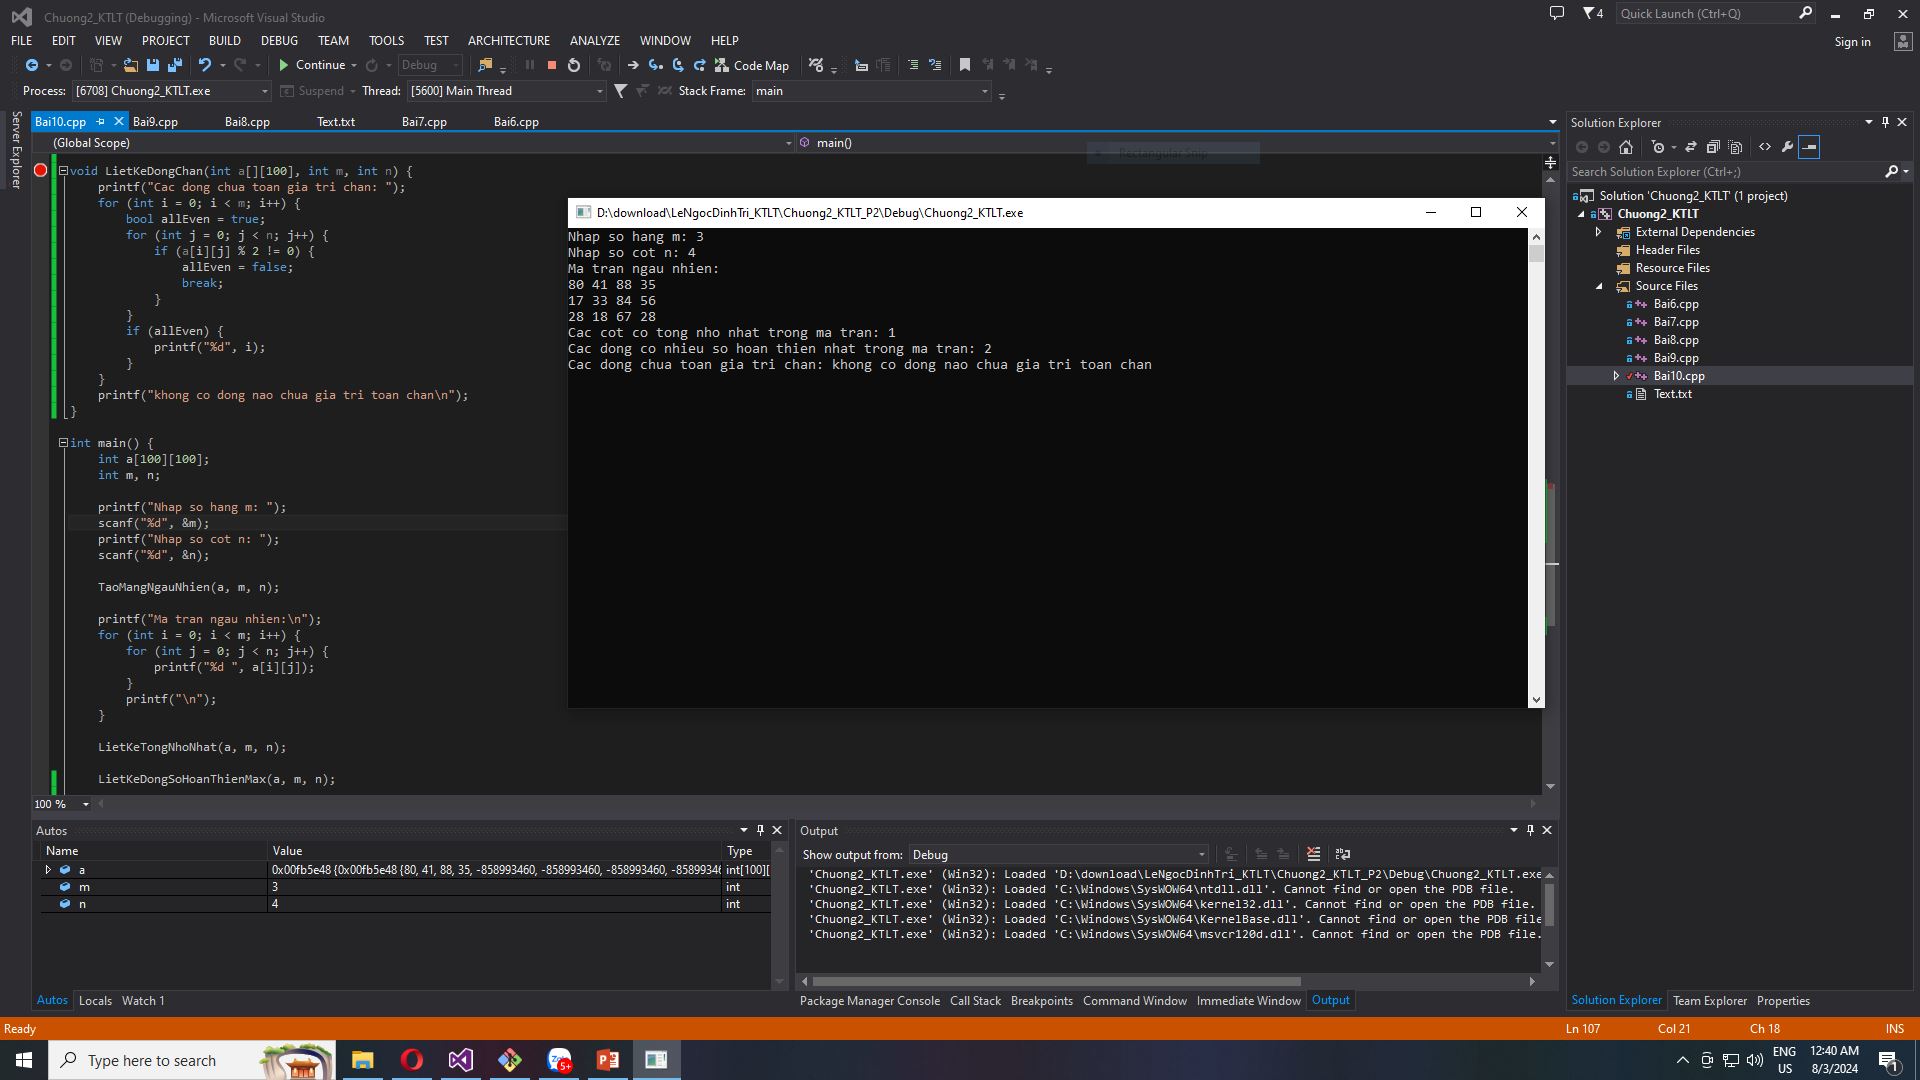 Chuong2_KTLT (Debugging) - Microsoft Visual Studio
4
Quick Launch (Ctrl+Q)
FILE EDIT VIEW PROJECT BUILD DEBUG TEAM TOOLS TEST ARCHITECTURE ANALYZE WINDOW HELP
Sign in
Continue
Debug
Code Map
Process: [6708] Chuong2_KTLT.exe Suspend Thread: [5600] Main Thread Stack Frame: main
Server Explorer
Bai10.cpp Bai9.cpp Bai8.cpp Text.txt Bai7.cpp Bai6.cpp
(Global Scope) main()
Rectangular Snip
void LietKeDongChan(int a[][100], int m, int n) {
printf("Cac dong chua toan gia tri chan: ");
for (int i = 0; i < m; i++) {
bool allEven = true;
for (int j = 0; j < n; j++) {
if (a[i][j] % 2 != 0) {
allEven = false;
break;
}
}
if (allEven) {
printf("%d", i);
}
}
printf("khong co dong nao chua gia tri toan chan\n");
}
int main() {
int a[100][100];
int m, n;
printf("Nhap so hang m: ");
scanf("%d", &m);
printf("Nhap so cot n: ");
scanf("%d", &n);
TaoMangNgauNhien(a, m, n);
printf("Ma tran ngau nhien:\n");
for (int i = 0; i < m; i++) {
for (int j = 0; j < n; j++) {
printf("%d ", a[i][j]);
}
printf("\n");
}
LietKeTongNhoNhat(a, m, n);
LietKeDongSoHoanThienMax(a, m, n);
100 %
D:\download\LeNgocDinhTri_KTLT\Chuong2_KTLT_P2\Debug\Chuong2_KTLT.exe
Nhap so hang m: 3
Nhap so cot n: 4
Ma tran ngau nhien:
80 41 88 35
17 33 84 56
28 18 67 28
Cac cot co tong nho nhat trong ma tran: 1
Cac dong co nhieu so hoan thien nhat trong ma tran: 2
Cac dong chua toan gia tri chan: khong co dong nao chua gia tri toan chan
Solution Explorer
Search Solution Explorer (Ctrl+;)
Solution 'Chuong2_KTLT' (1 project)
Chuong2_KTLT
External Dependencies
Header Files
Resource Files
Source Files
Bai6.cpp
Bai7.cpp
Bai8.cpp
Bai9.cpp
Bai10.cpp
Text.txt
Solution Explorer Team Explorer Properties
Autos
Name Value Type
a 0x00fb5e48 {0x00fb5e48 {80, 41, 88, 35, -858993460, -858993460, -858993460, -85899346 int[100][
m 3 int
n 4 int
Autos Locals Watch 1
Output
Show output from: Debug
'Chuong2_KTLT.exe' (Win32): Loaded 'D:\download\LeNgocDinhTri_KTLT\Chuong2_KTLT_P2\Debug\Chuong2_KTLT.exe
'Chuong2_KTLT.exe' (Win32): Loaded 'C:\Windows\SysWOW64\ntdll.dll'. Cannot find or open the PDB file.
'Chuong2_KTLT.exe' (Win32): Loaded 'C:\Windows\SysWOW64\kernel32.dll'. Cannot find or open the PDB file.
'Chuong2_KTLT.exe' (Win32): Loaded 'C:\Windows\SysWOW64\KernelBase.dll'. Cannot find or open the PDB file
'Chuong2_KTLT.exe' (Win32): Loaded 'C:\Windows\SysWOW64\msvcr120d.dll'. Cannot find or open the PDB file.
Package Manager Console Call Stack Breakpoints Command Window Immediate Window Output
Ready
Ln 107 Col 21 Ch 18 INS
Type here to search
5+
ENG
US
12:40 AM
8/3/2024
1